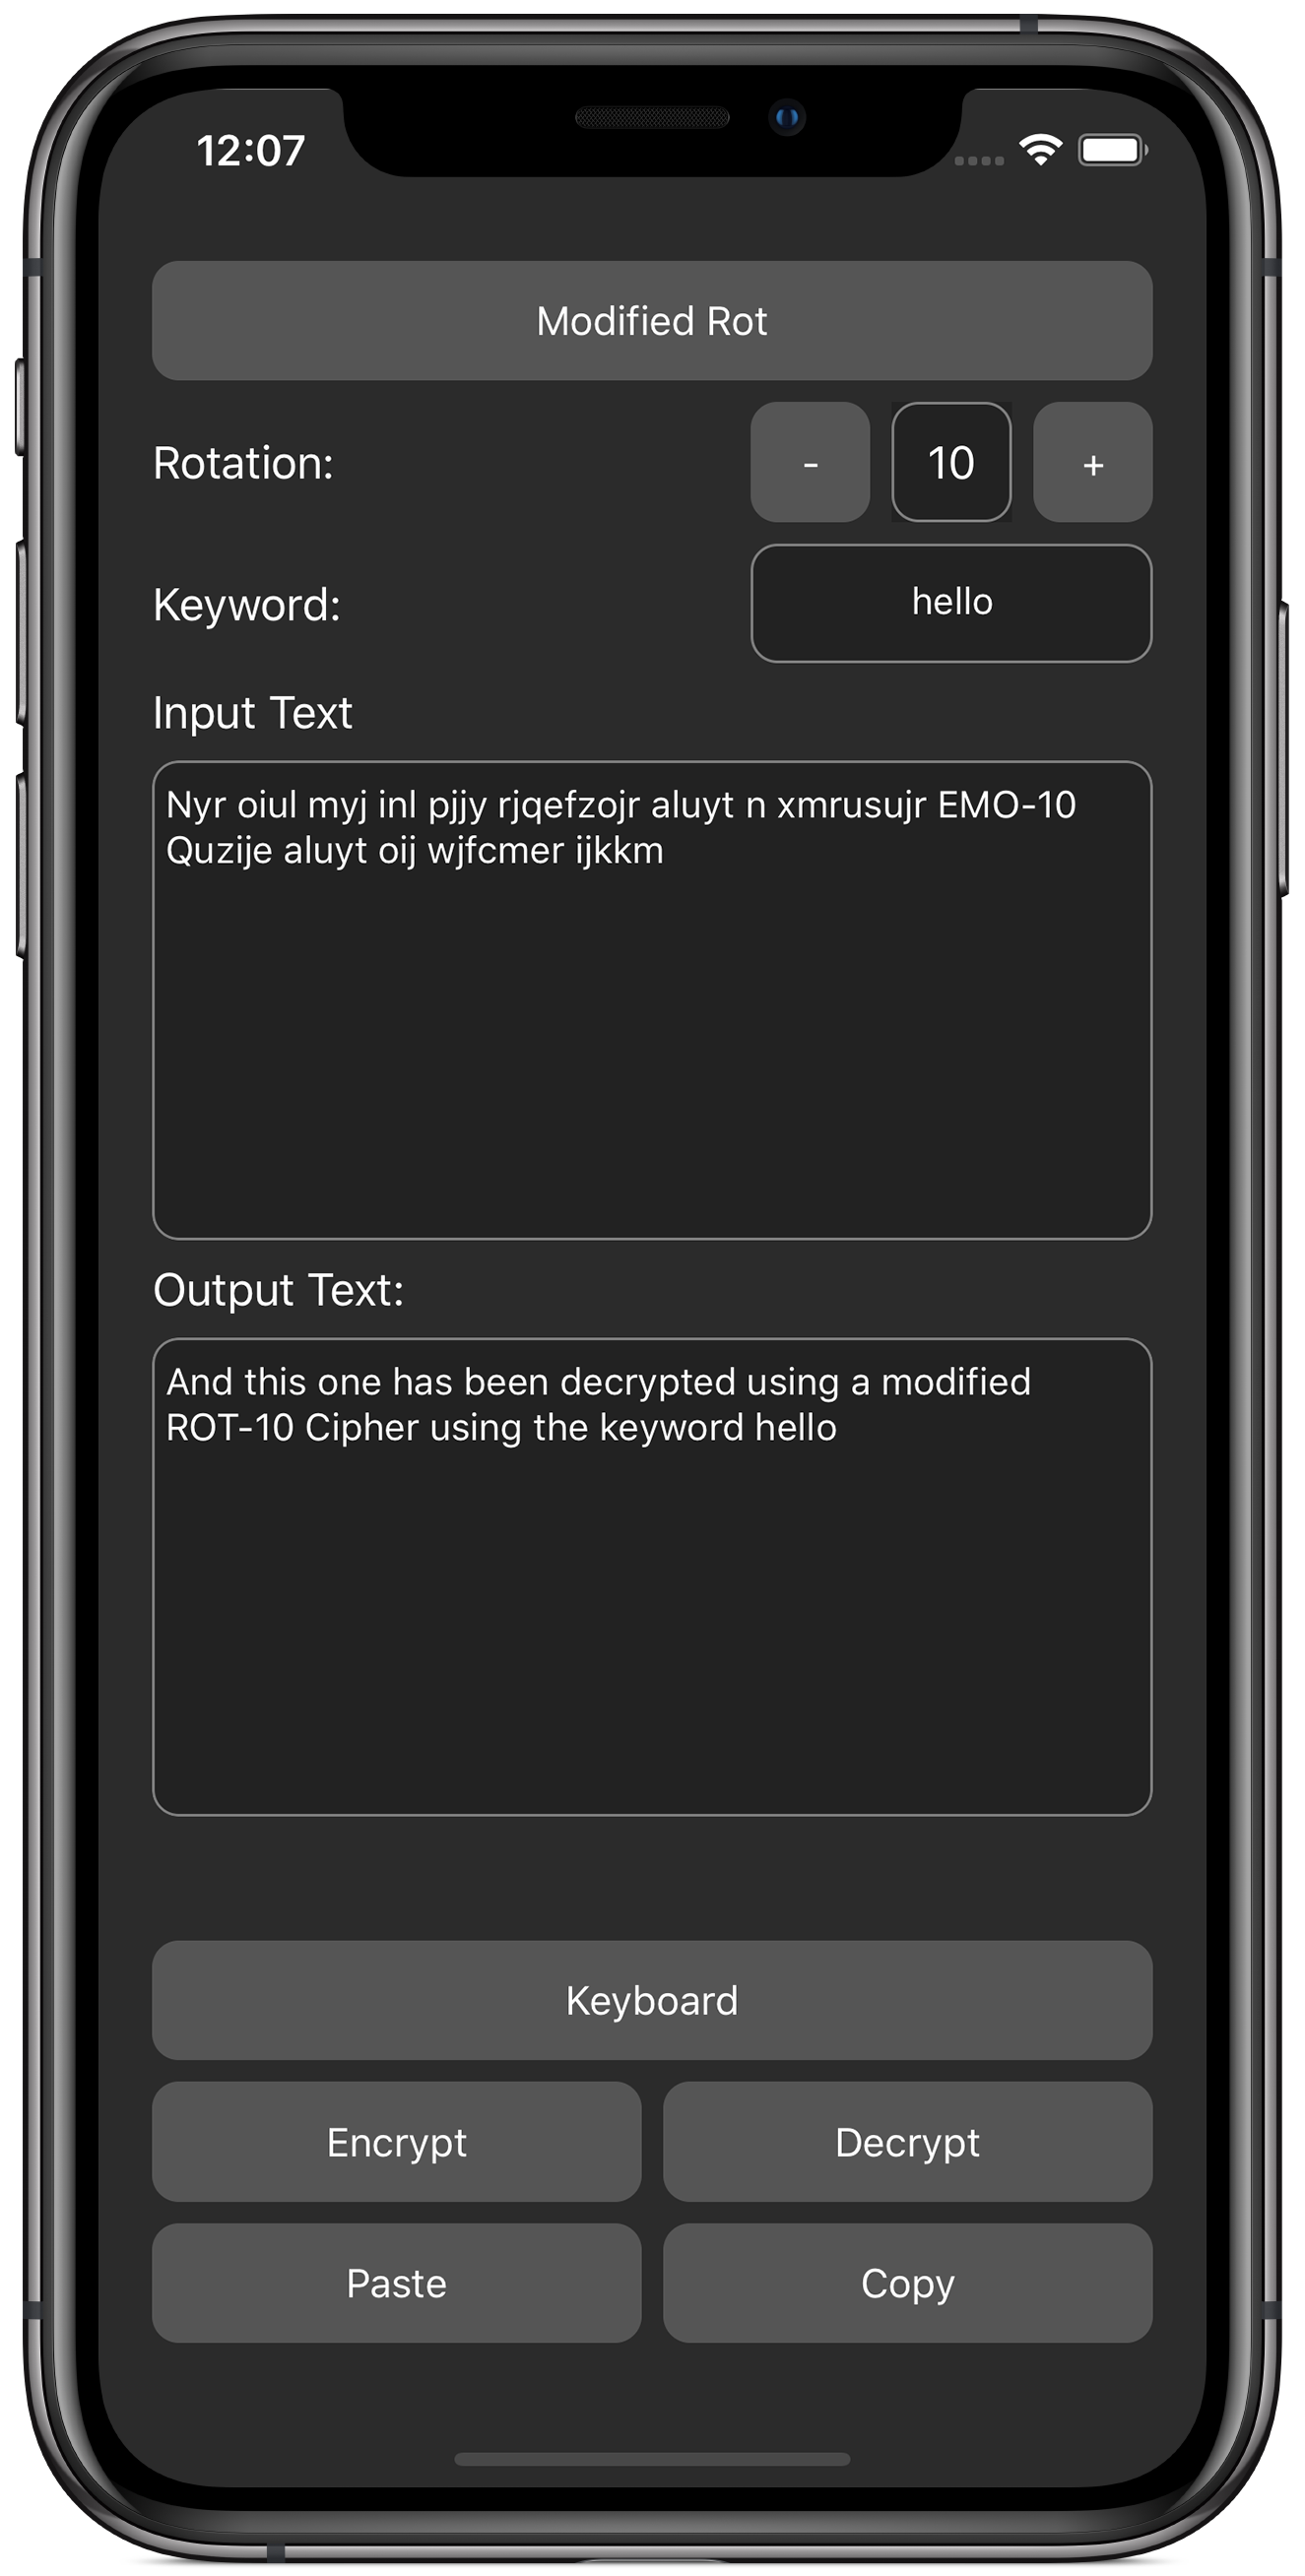 12:07
Modified Rot
Rotation:
- 10 +
Keyword:
hello
Input Text
Nyr oiul myj inl pjjy rjqefzojr aluyt n xmrusujr EMO-10
Quzije aluyt oij wjfcmer ijkkm
Output Text:
And this one has been decrypted using a modified
ROT-10 Cipher using the keyword hello
Keyboard
Encrypt Decrypt
Paste Copy